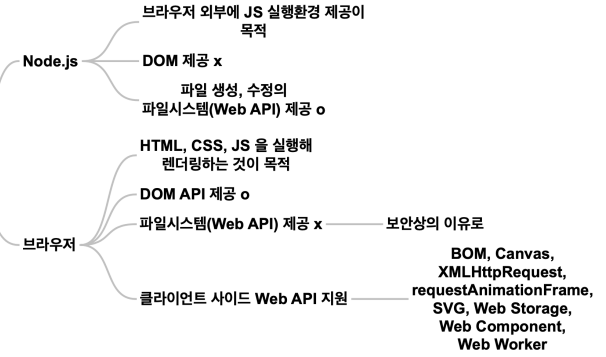 브라우저 외부에 JS 실행환경 제공이
목적
Node.js
DOM 제공 x
파일 생성, 수정의
파일시스템(Web API) 제공 o
HTML, CSS, JS 을 실행해
렌더링하는 것이 목적
DOM API 제공 o
파일시스템(Web API) 제공 x
보안상의 이유로
브라우저
클라이언트 사이드 Web API 지원
BOM, Canvas,
XMLHttpRequest,
requestAnimationFrame,
SVG, Web Storage,
Web Component,
Web Worker